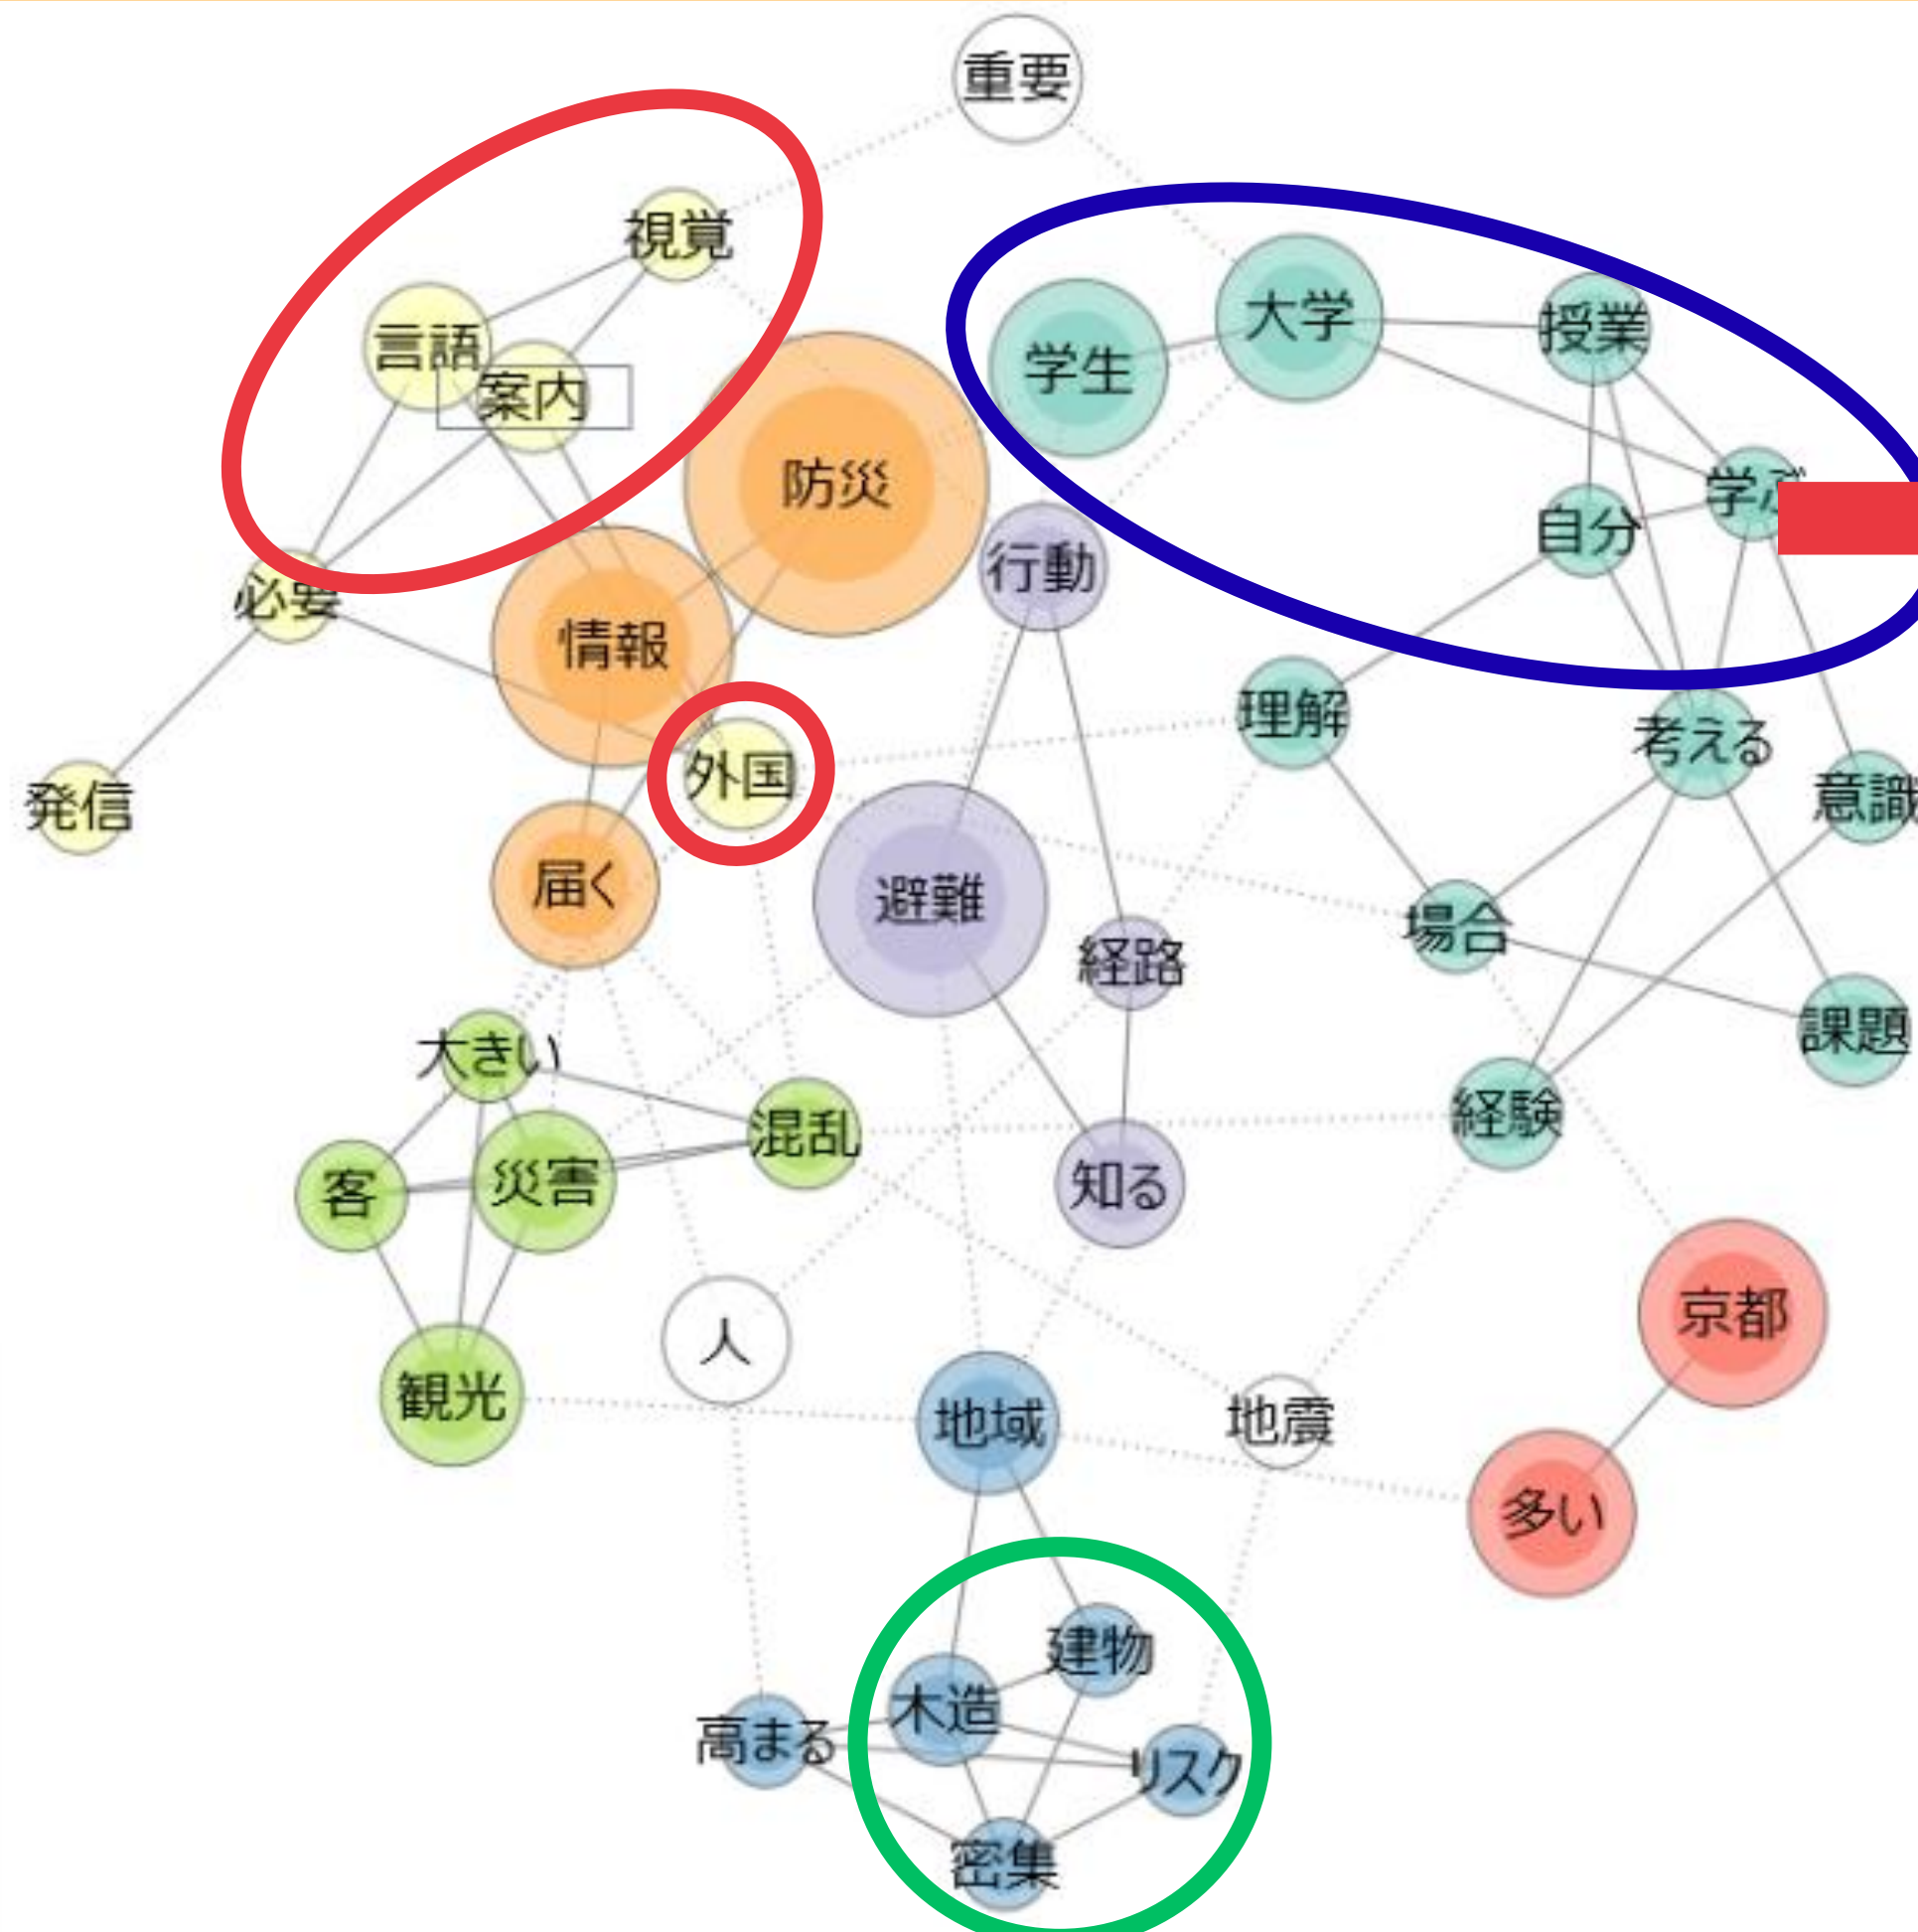 重要
視覚
言語
案内
学生
大学
授業
防災
学ぶ
自分
行動
必要
情報
理解
考える
外国
意識
発信
届く
避難
場合
経路
課題
大きい
混乱
経験
客
災害
知る
京都
人
観光
地域
地震
多い
建物
木造
高まる
リスク
密集